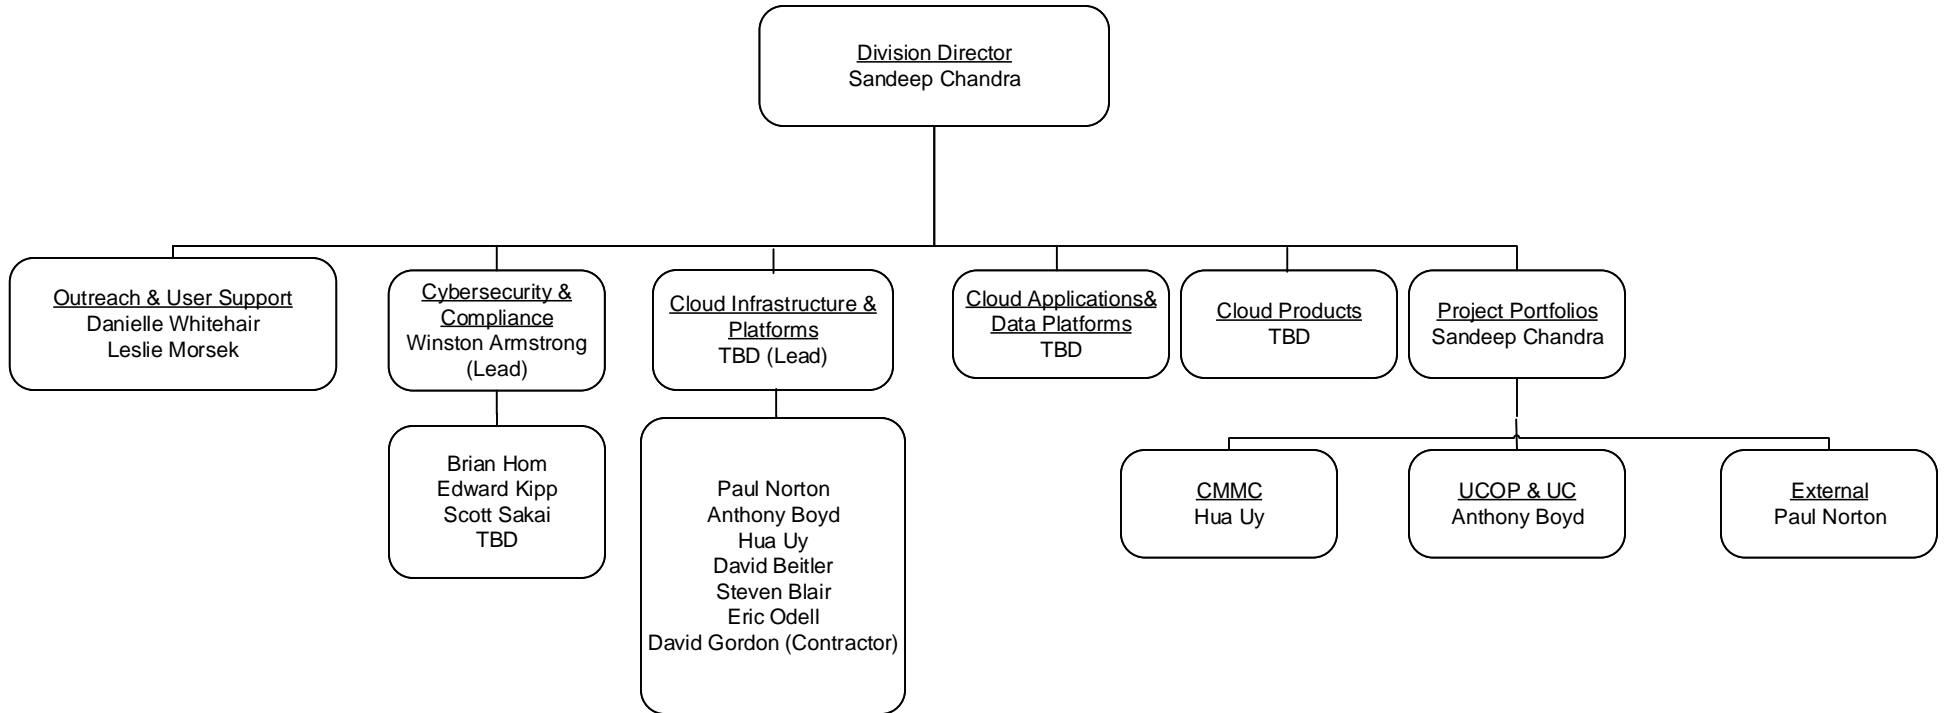 Division Director
Sandeep Chandra
Outreach & User Support
Danielle Whitehair
Leslie Morsek
Cybersecurity &
Compliance
Winston Armstrong
(Lead)
Cloud Infrastructure &
Platforms
TBD (Lead)
Cloud Applications&
Data Platforms
TBD
Cloud Products
TBD
Project Portfolios
Sandeep Chandra
Brian Hom
Edward Kipp
Scott Sakai
TBD
Paul Norton
Anthony Boyd
Hua Uy
David Beitler
Steven Blair
Eric Odell
David Gordon (Contractor)
CMMC
Hua Uy
UCOP & UC
Anthony Boyd
External
Paul Norton